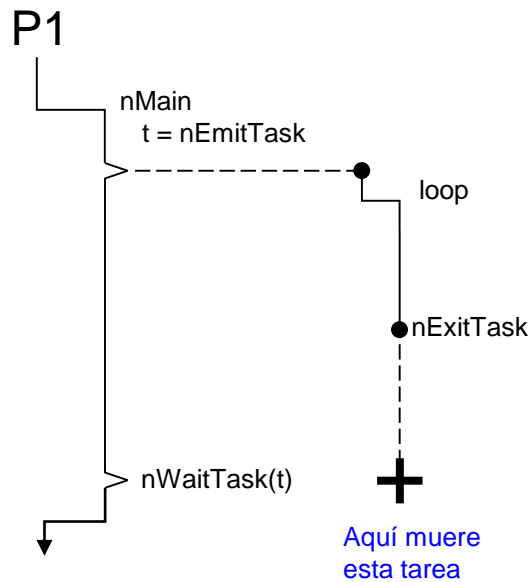 P1
nMain
t = nEmitTask
loop
nExitTask
nWaitTask(t)
Aquí muere
esta tarea